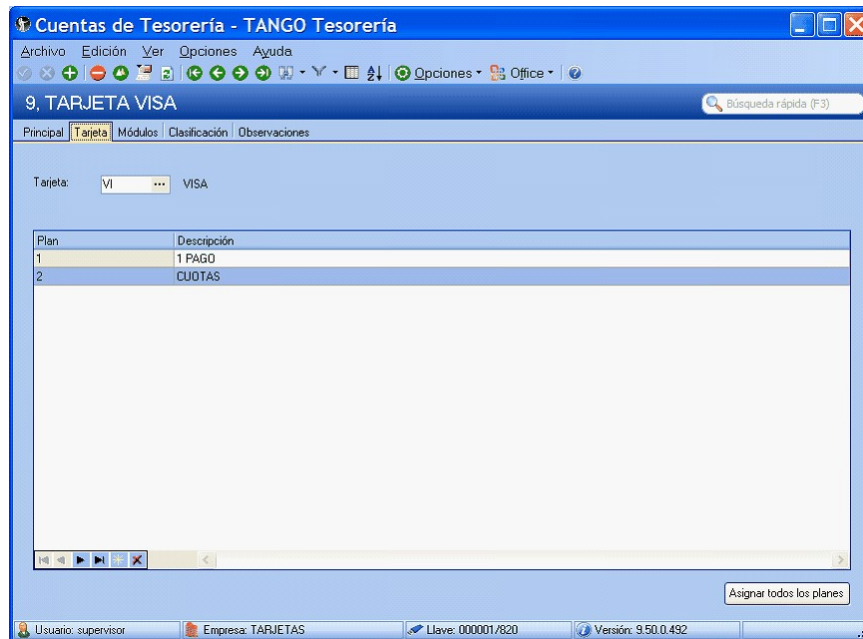 Cuentas de Tesorería - TANGO Tesorería
Archivo Edición Ver Opciones Ayuda
Opciones Office
9, TARJETA VISA
Búsqueda rápida (F3)
Principal Tarjeta Módulos Clasificación Observaciones
Tarjeta: VI ... VISA
Plan Descripción
1 1 PAGO
2 CUOTAS
Asignar todos los planes
Usuario: supervisor Empresa: TARJETAS Llave: 000001/820 Versión: 9.50.0.492